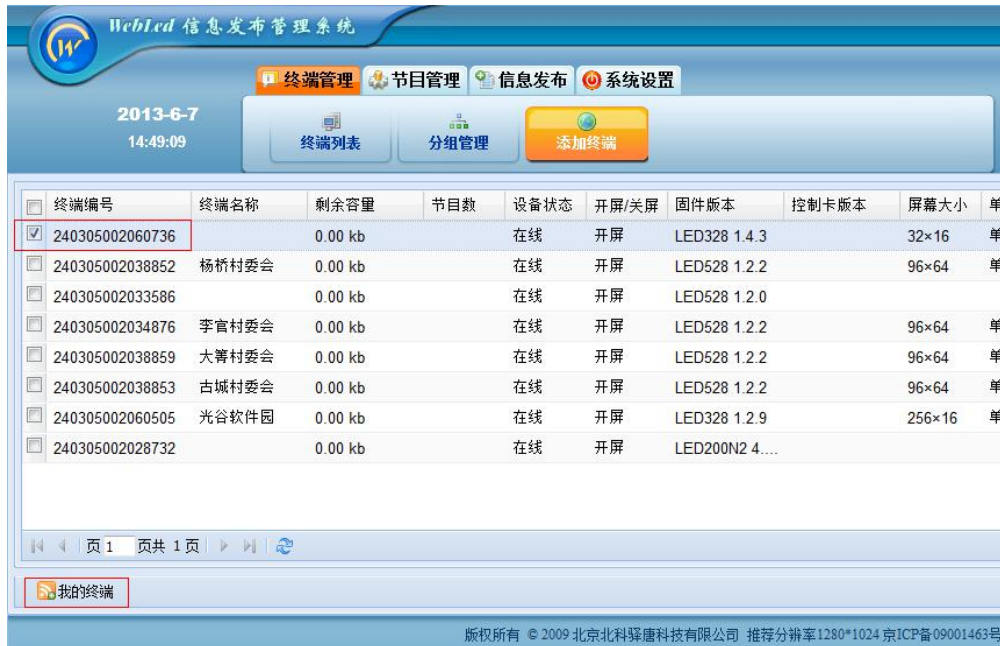 WebLed 信息发布管理系统
终端管理 节目管理 信息发布 系统设置
2013-6-7
14:49:09
终端列表 分组管理 添加终端
终端编号 终端名称 剩余容量 节目数 设备状态 开屏/关屏 固件版本 控制卡版本 屏幕大小 单
240305002060736 0.00 kb 在线 开屏 LED328 1.4.3 32×16 单
240305002038852 杨桥村委会 0.00 kb 在线 开屏 LED528 1.2.2 96×64 单
240305002033586 0.00 kb 在线 开屏 LED528 1.2.0
240305002034876 李官村委会 0.00 kb 在线 开屏 LED528 1.2.2 96×64 单
240305002038859 大箐村委会 0.00 kb 在线 开屏 LED528 1.2.2 96×64 单
240305002038853 古城村委会 0.00 kb 在线 开屏 LED528 1.2.2 96×64 单
240305002060505 光谷软件园 0.00 kb 在线 开屏 LED328 1.2.9 256×16 单
240305002028732 0.00 kb 在线 开屏 LED200N2 4....
页 1 页共 1 页
我的终端
版权所有 © 2009 北京北科驿唐科技有限公司 推荐分辨率1280*1024 京ICP备09001463号